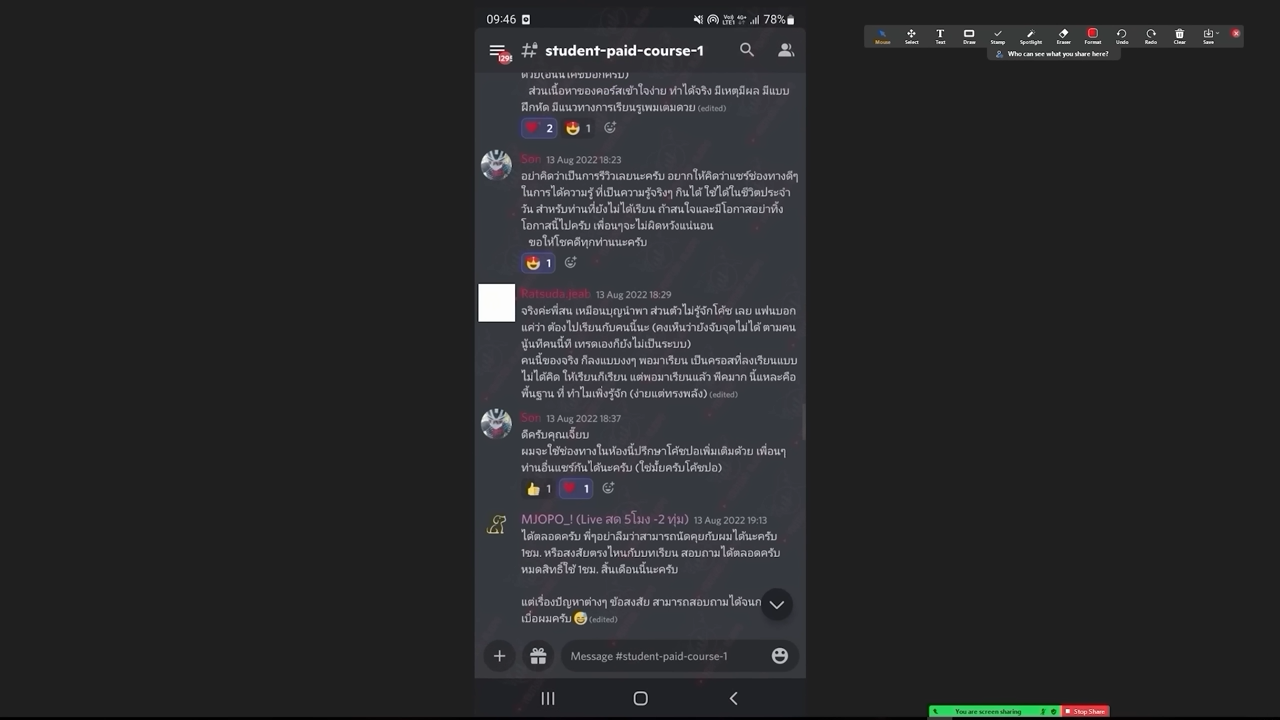 09:46
78%
Mouse Select Text Draw Stamp Spotlight Eraser Format Undo Redo Clear Save
Who can see what you share here?
student-paid-course-1
ส่วนเนื้อหาของคอร์สเข้าใจง่าย ทำได้จริง มีเหตุมีผล มีแบบ
ฝึกหัด มีแนวทางการเรียนรู้เพิ่มเติมด้วย (edited)
2 1
Son 13 Aug 2022 18:23
อย่าคิดว่าเป็นการรีวิวเลยนะครับ อยากให้คิดว่าแชร์ช่องทางดีๆ
ในการได้ความรู้ ที่เป็นความรู้จริงๆ กินได้ ใช้ได้ในชีวิตประจำ
วัน สำหรับท่านที่ยังไม่ได้เรียน ถ้าสนใจและมีโอกาสอย่าทิ้ง
โอกาสนี้ไปครับ เพื่อนๆจะไม่ผิดหวังแน่นอน
ขอให้โชคดีทุกท่านนะครับ
1
Ratsuda jeab 13 Aug 2022 18:29
จริงค่ะพี่สน เหมือนบุญนำพา ส่วนตัวไม่รู้จักโค้ช เลย แฟนบอก
แค่ว่า ต้องไปเรียนกับคนนี้นะ (คงเห็นว่ายังจับจุดไม่ได้ ตามคน
นู้นทีคนนี้ที เทรดเองก็ยังไม่เป็นระบบ)
คนนี้ของจริง ก็ลงแบบงงๆ พอมาเรียน เป็นครอสที่ลงเรียนแบบ
ไม่ได้คิด ให้เรียนก็เรียน แต่พอมาเรียนแล้ว พีคมาก นี้แหละคือ
พื้นฐาน ที่ ทำไมเพิ่งรู้จัก (ง่ายแต่ทรงพลัง) (edited)
Son 13 Aug 2022 18:37
ดีครับคุณเจี๊ยบ
ผมจะใช้ช่องทางในห้องนี้ปรึกษาโค้ชปอเพิ่มเติมด้วย เพื่อนๆ
ท่านอื่นแชร์กันได้นะครับ (ใช่มั้ยครับโค้ชปอ)
1 1
MJOPO_! (Live สด 5โมง -2 ทุ่ม) 13 Aug 2022 19:13
ได้ตลอดครับ พี่ๆอย่าลืมว่าสามารถนัดคุยกับผมได้นะครับ
1ชม. หรือสงสัยตรงไหนกับบทเรียน สอบถามได้ตลอดครับ
หมดสิทธิ์ใช้ 1ชม. สิ้นเดือนนี้นะครับ
แต่เรื่องปัญหาต่างๆ ข้อสงสัย สามารถสอบถามได้จนก
เบื่อผมครับ (edited)
Message #student-paid-course-1
You are screen sharing Stop Share